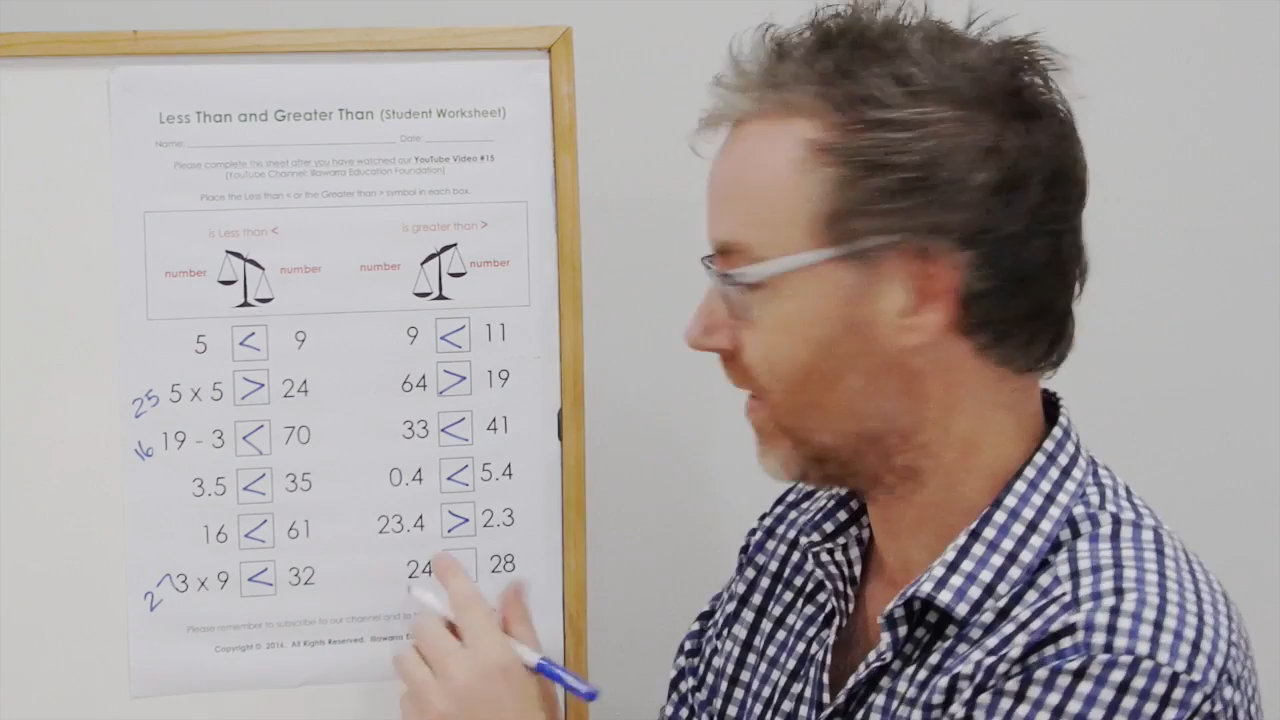 Less Than and Greater Than (Student Worksheet)
Name: Date:
Please complete this sheet after you have watched our YouTube Video #15
(YouTube Channel: Illawarra Education Foundation)
Place the Less than < or the Greater than > symbol in each box.
is Less than < is greater than >
number number number number
5 < 9 9 < 11
25 5 x 5 > 24 64 > 19
16 19 - 3 < 70 33 < 41
3.5 < 35 0.4 < 5.4
16 < 61 23.4 > 2.3
27 3 x 9 < 32 24 28
Please remember to subscribe to our channel and
Copyright © 2016. All Rights Reserved. Illawarra